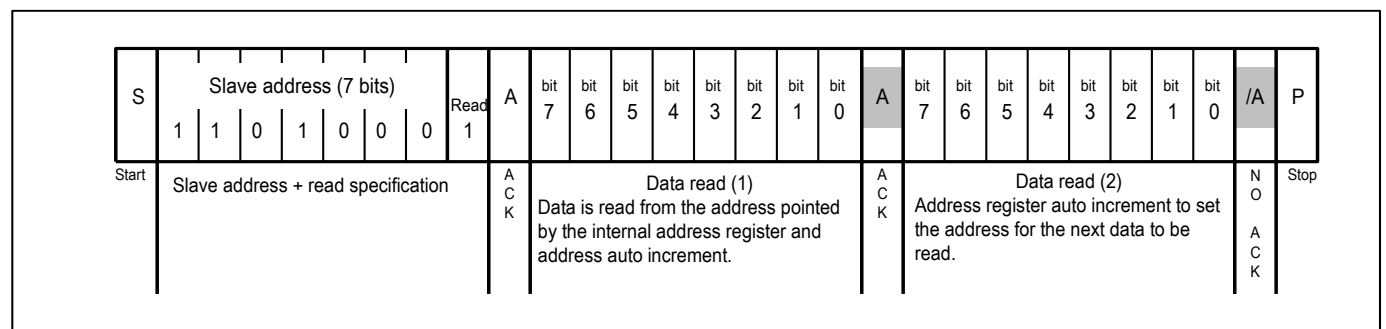 S Slave address (7 bits) Read A bit bit bit bit bit bit bit bit A bit bit bit bit bit bit bit bit /A P
1 1 0 1 0 0 0 1 7 6 5 4 3 2 1 0 7 6 5 4 3 2 1 0
Start
Slave address + read specification
ACK
Data read (1)
Data is read from the address pointed
by the internal address register and
address auto increment.
ACK
Data read (2)
Address register auto increment to set
the address for the next data to be
read.
NO ACK
Stop